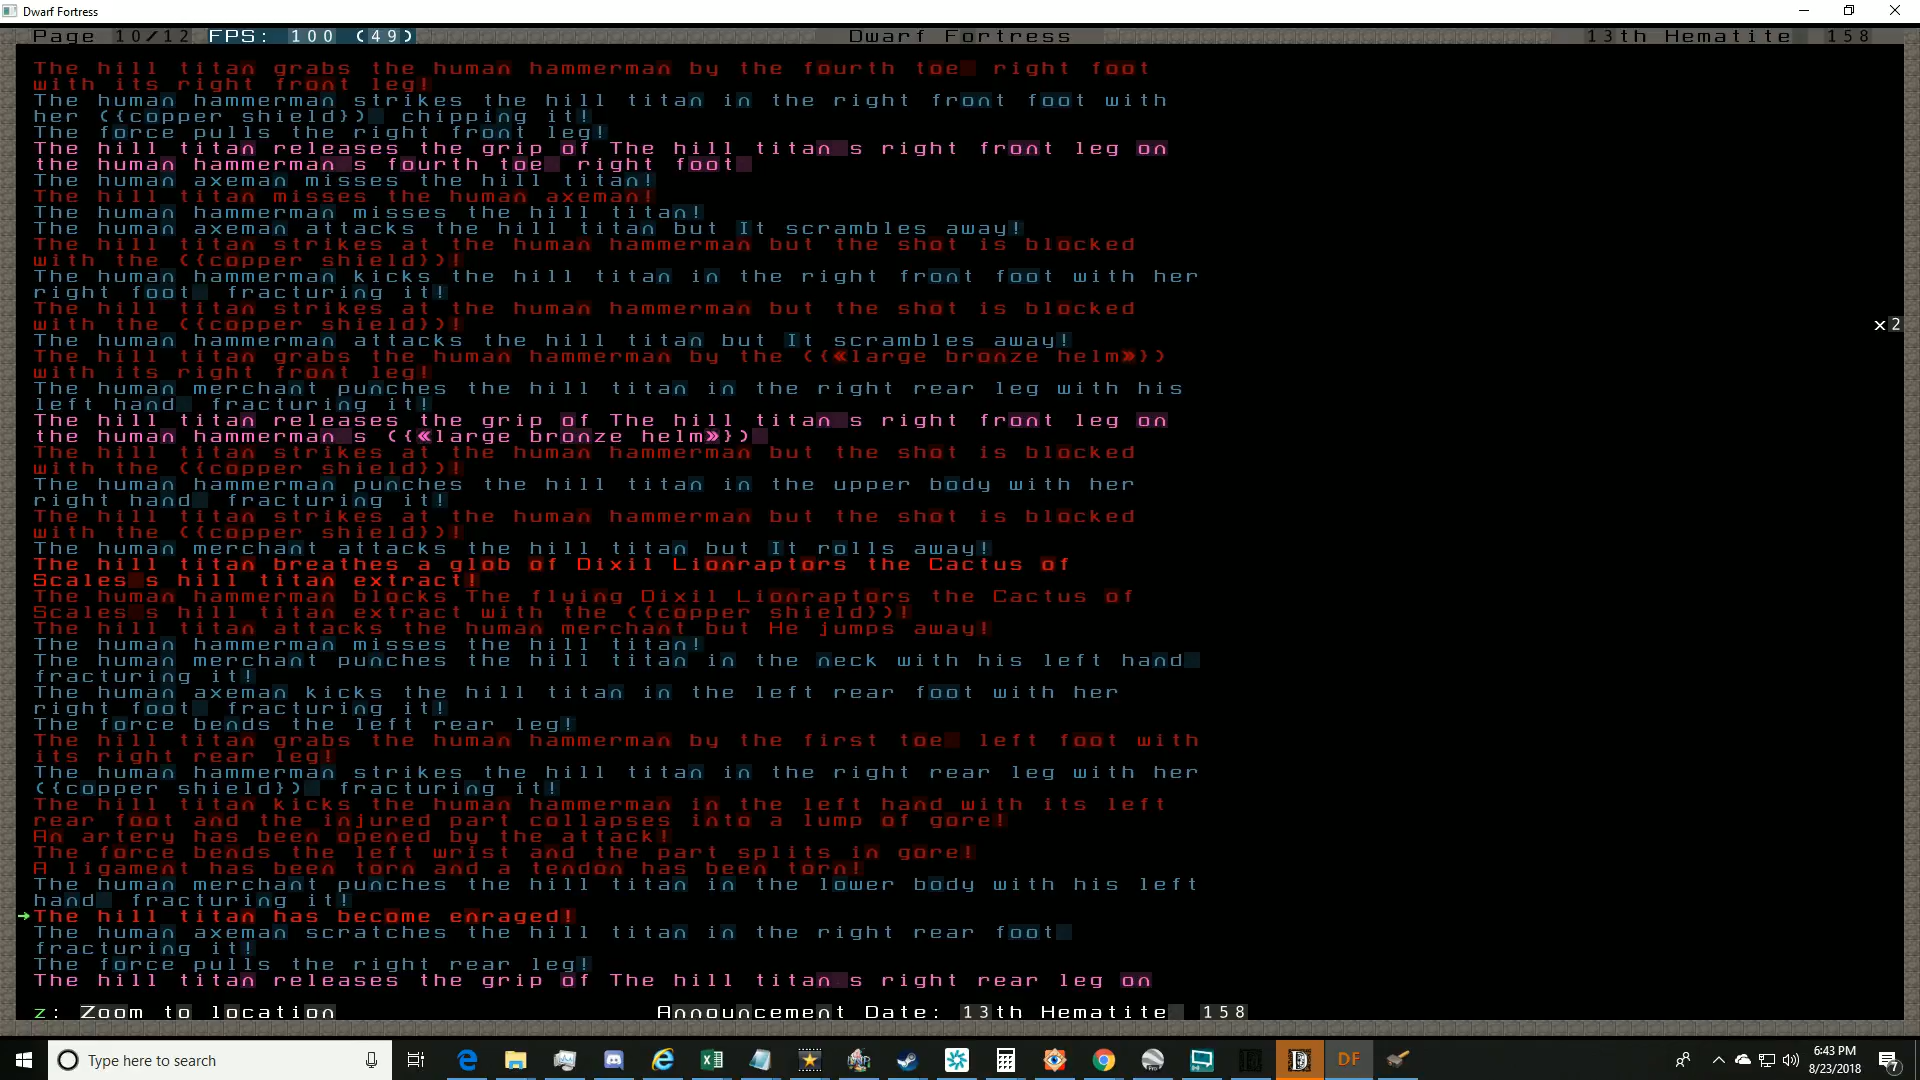 Dwarf Fortress
Page 10/12 FPS: 100 (49) Dwarf Fortress 13th Hematite 158
The hill titan grabs the human hammerman by the fourth toe right foot
with its right front leg!
The human hammerman strikes the hill titan in the right front foot with
her ({copper shield}) chipping it!
The force pulls the right front leg!
The hill titan releases the grip of The hill titan s right front leg on
the human hammerman s fourth toe right foot
The human axeman misses the hill titan!
The hill titan misses the human axeman!
The human hammerman misses the hill titan!
The human axeman attacks the hill titan but It scrambles away!
The hill titan strikes at the human hammerman but the shot is blocked
with the ({copper shield})!
The human hammerman kicks the hill titan in the right front foot with her
right foot fracturing it!
The hill titan strikes at the human hammerman but the shot is blocked
with the ({copper shield})!
x2
The human hammerman attacks the hill titan but It scrambles away!
The hill titan grabs the human hammerman by the ({«large bronze helm»})
with its right front leg!
The human merchant punches the hill titan in the right rear leg with his
left hand fracturing it!
The hill titan releases the grip of The hill titan s right front leg on
the human hammerman s ({«large bronze helm»})
The hill titan strikes at the human hammerman but the shot is blocked
with the ({copper shield})!
The human hammerman punches the hill titan in the upper body with her
right hand fracturing it!
The hill titan strikes at the human hammerman but the shot is blocked
with the ({copper shield})!
The human merchant attacks the hill titan but It rolls away!
The hill titan breathes a glob of Dixil Lionraptors the Cactus of
Scales s hill titan extract!
The human hammerman blocks The flying Dixil Lionraptors the Cactus of
Scales s hill titan extract with the ({copper shield})!
The hill titan attacks the human merchant but He jumps away!
The human hammerman misses the hill titan!
The human merchant punches the hill titan in the neck with his left hand
fracturing it!
The human axeman kicks the hill titan in the left rear foot with her
right foot fracturing it!
The force bends the left rear leg!
The hill titan grabs the human hammerman by the first toe left foot with
its right rear leg!
The human hammerman strikes the hill titan in the right rear leg with her
({copper shield}) fracturing it!
The hill titan kicks the human hammerman in the left hand with its left
rear foot and the injured part collapses into a lump of gore!
An artery has been opened by the attack!
The force bends the left wrist and the part splits in gore!
A ligament has been torn and a tendon has been torn!
The human merchant punches the hill titan in the lower body with his left
hand fracturing it!
→The hill titan has become enraged!
The human axeman scratches the hill titan in the right rear foot
fracturing it!
The force pulls the right rear leg!
The hill titan releases the grip of The hill titan s right rear leg on
z: Zoom to location Announcement Date: 13th Hematite 158
Type here to search
DF
6:43 PM
8/23/2018
7